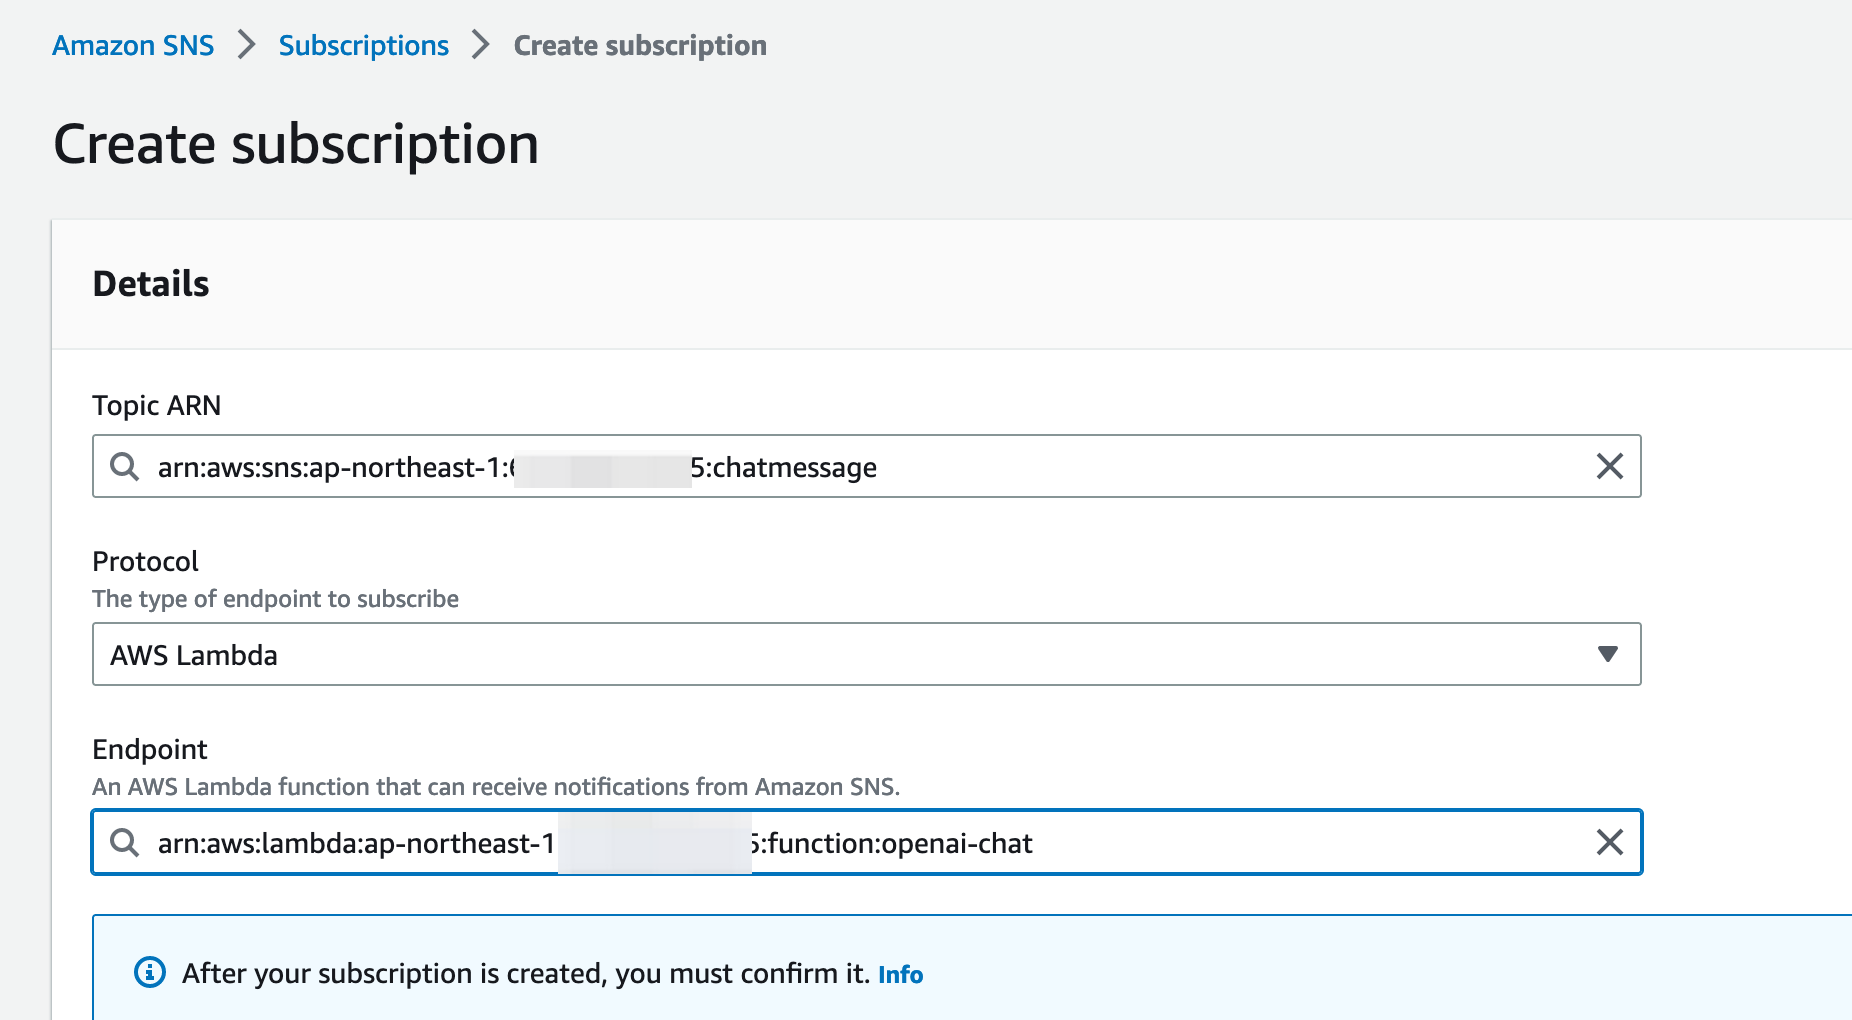 Amazon SNS > Subscriptions > Create subscription
Create subscription
Details
Topic ARN
arn:aws:sns:ap-northeast-1:6 5:chatmessage
Protocol
The type of endpoint to subscribe
AWS Lambda
Endpoint
An AWS Lambda function that can receive notifications from Amazon SNS.
arn:aws:lambda:ap-northeast-1 5:function:openai-chat
After your subscription is created, you must confirm it. Info